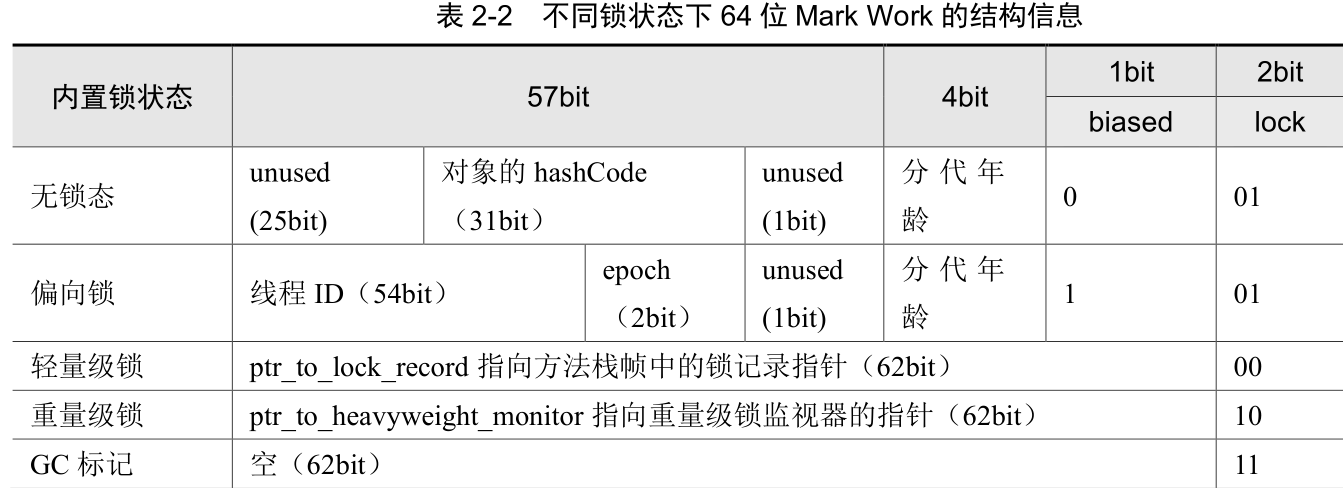 表 2-2 不同锁状态下 64 位 Mark Work 的结构信息
内置锁状态 57bit 4bit 1bit 2bit
biased lock
无锁态 unused 对象的 hashCode unused 分 代 年 0 01
(25bit) （31bit） (1bit) 龄
偏向锁 线程 ID（54bit） epoch unused 分 代 年 1 01
（2bit） (1bit) 龄
轻量级锁 ptr_to_lock_record 指向方法栈帧中的锁记录指针（62bit） 00
重量级锁 ptr_to_heavyweight_monitor 指向重量级锁监视器的指针（62bit） 10
GC 标记 空（62bit） 11